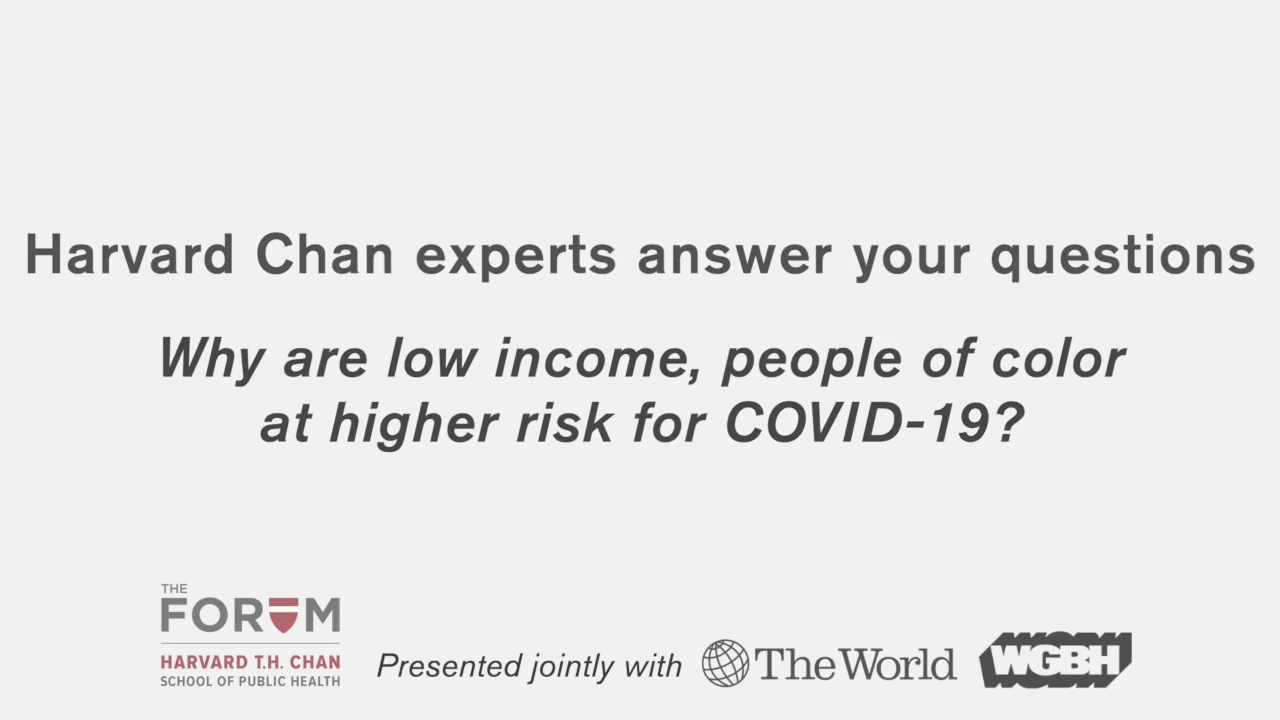 Harvard Chan experts answer your questions
Why are low income, people of color
at higher risk for COVID-19?
THE
FORUM
HARVARD T.H. CHAN
SCHOOL OF PUBLIC HEALTH
Presented jointly with
The World
WGBH